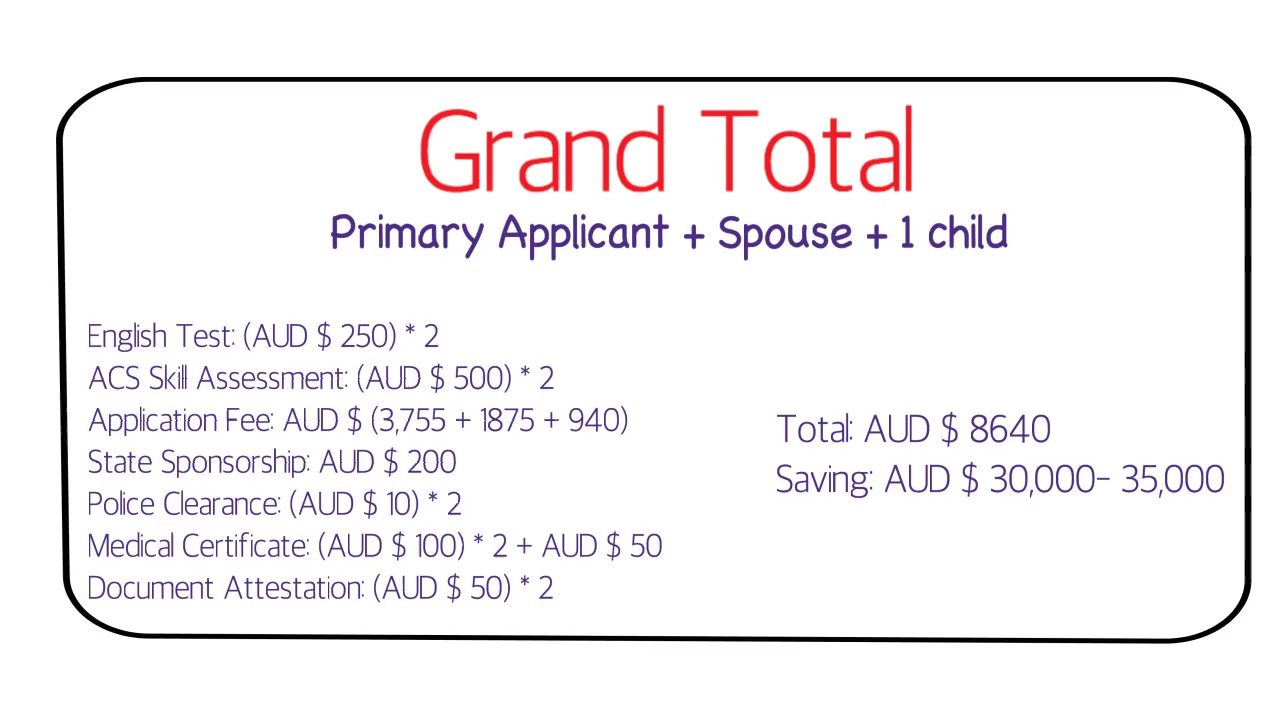 Grand Total
Primary Applicant + Spouse + 1 child
English Test: (AUD $ 250) * 2
ACS Skill Assessment: (AUD $ 500) * 2
Application Fee: AUD $ (3,755 + 1875 + 940)
State Sponsorship: AUD $ 200
Police Clearance: (AUD $ 10) * 2
Medical Certificate: (AUD $ 100) * 2 + AUD $ 50
Document Attestation: (AUD $ 50) * 2
Total: AUD $ 8640
Saving: AUD $ 30,000- 35,000